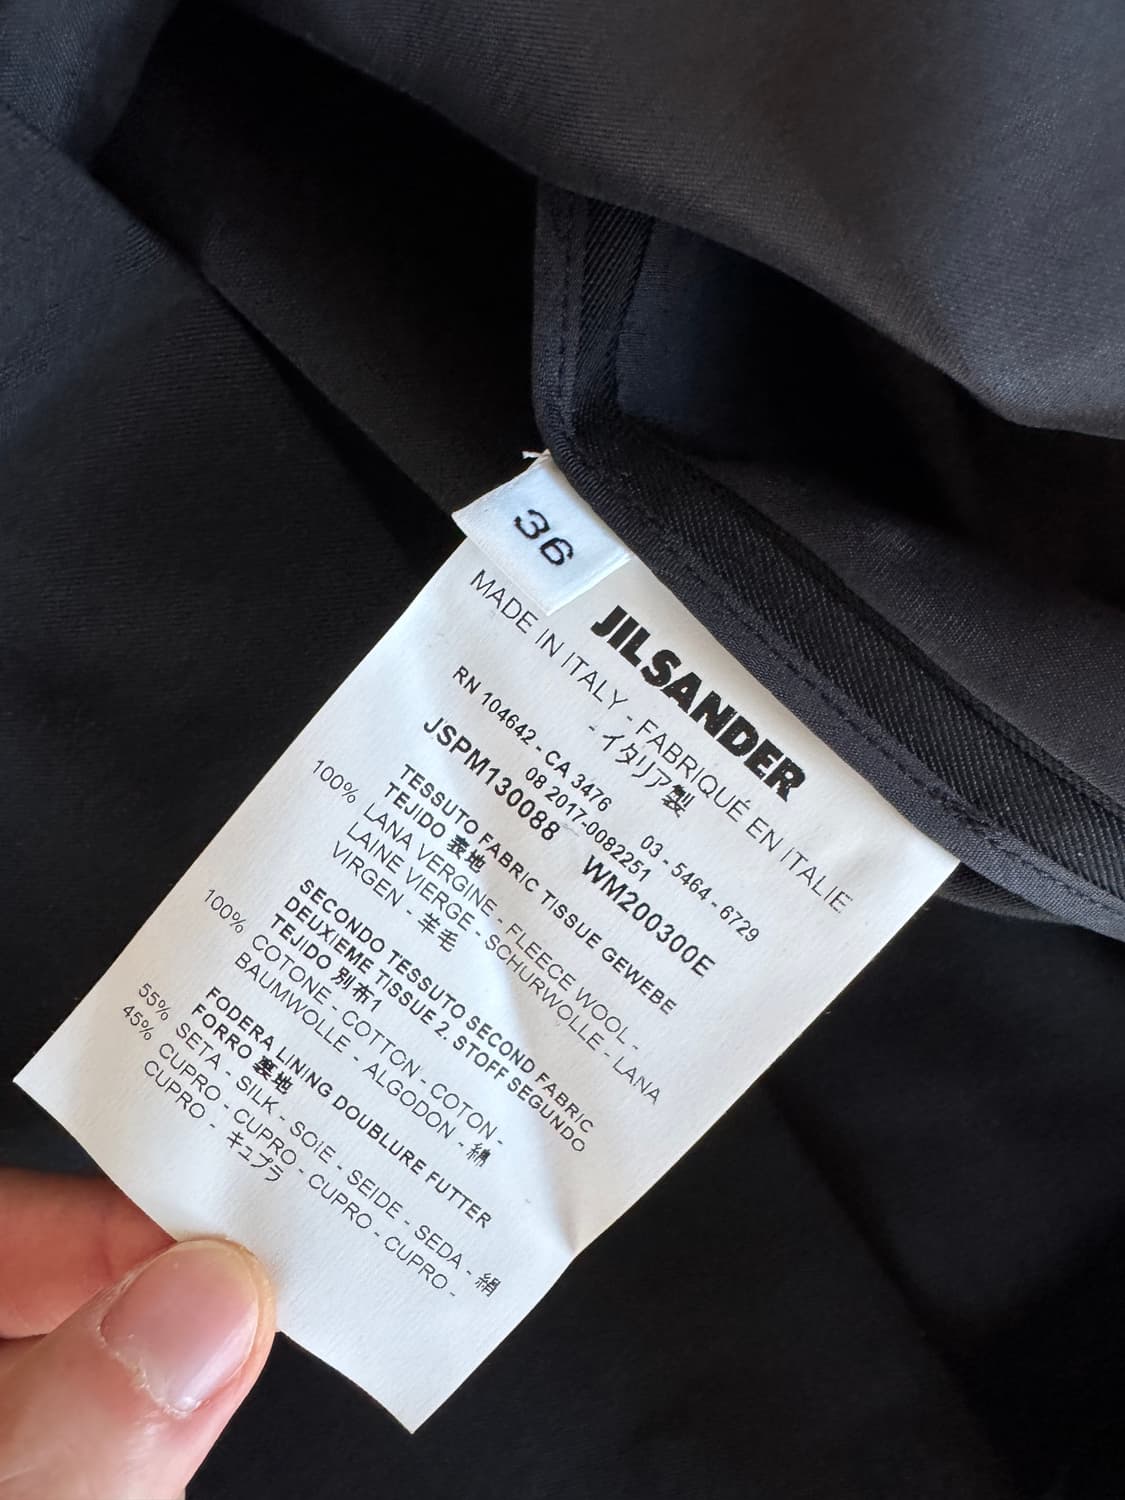 36
JILSANDER
MADE IN ITALY - FABRIQUÉ EN ITALIE
- イタリア製
RN 104642 - CA 3476 03 - 5464 - 6729
08 2017-0082251
JSPM130088 WM200300E
TESSUTO FABRIC TISSUE GEWEBE
TEJIDO 表地
100% LANA VERGINE - FLEECE WOOL -
LAINE VIERGE - SCHURWOLLE - LANA
VIRGEN - 羊毛
SECONDO TESSUTO SECOND FABRIC
DEUXIEME TISSUE 2. STOFF SEGUNDO
TEJIDO 別布1
100% COTONE - COTTON - COTON -
BAUMWOLLE - ALGODON - 綿
FODERA LINING DOUBLURE FUTTER
FORRO 裏地
55% SETA - SILK - SOIE - SEIDE - SEDA - 絹
45% CUPRO - CUPRO - CUPRO - CUPRO -
CUPRO - キュプラ